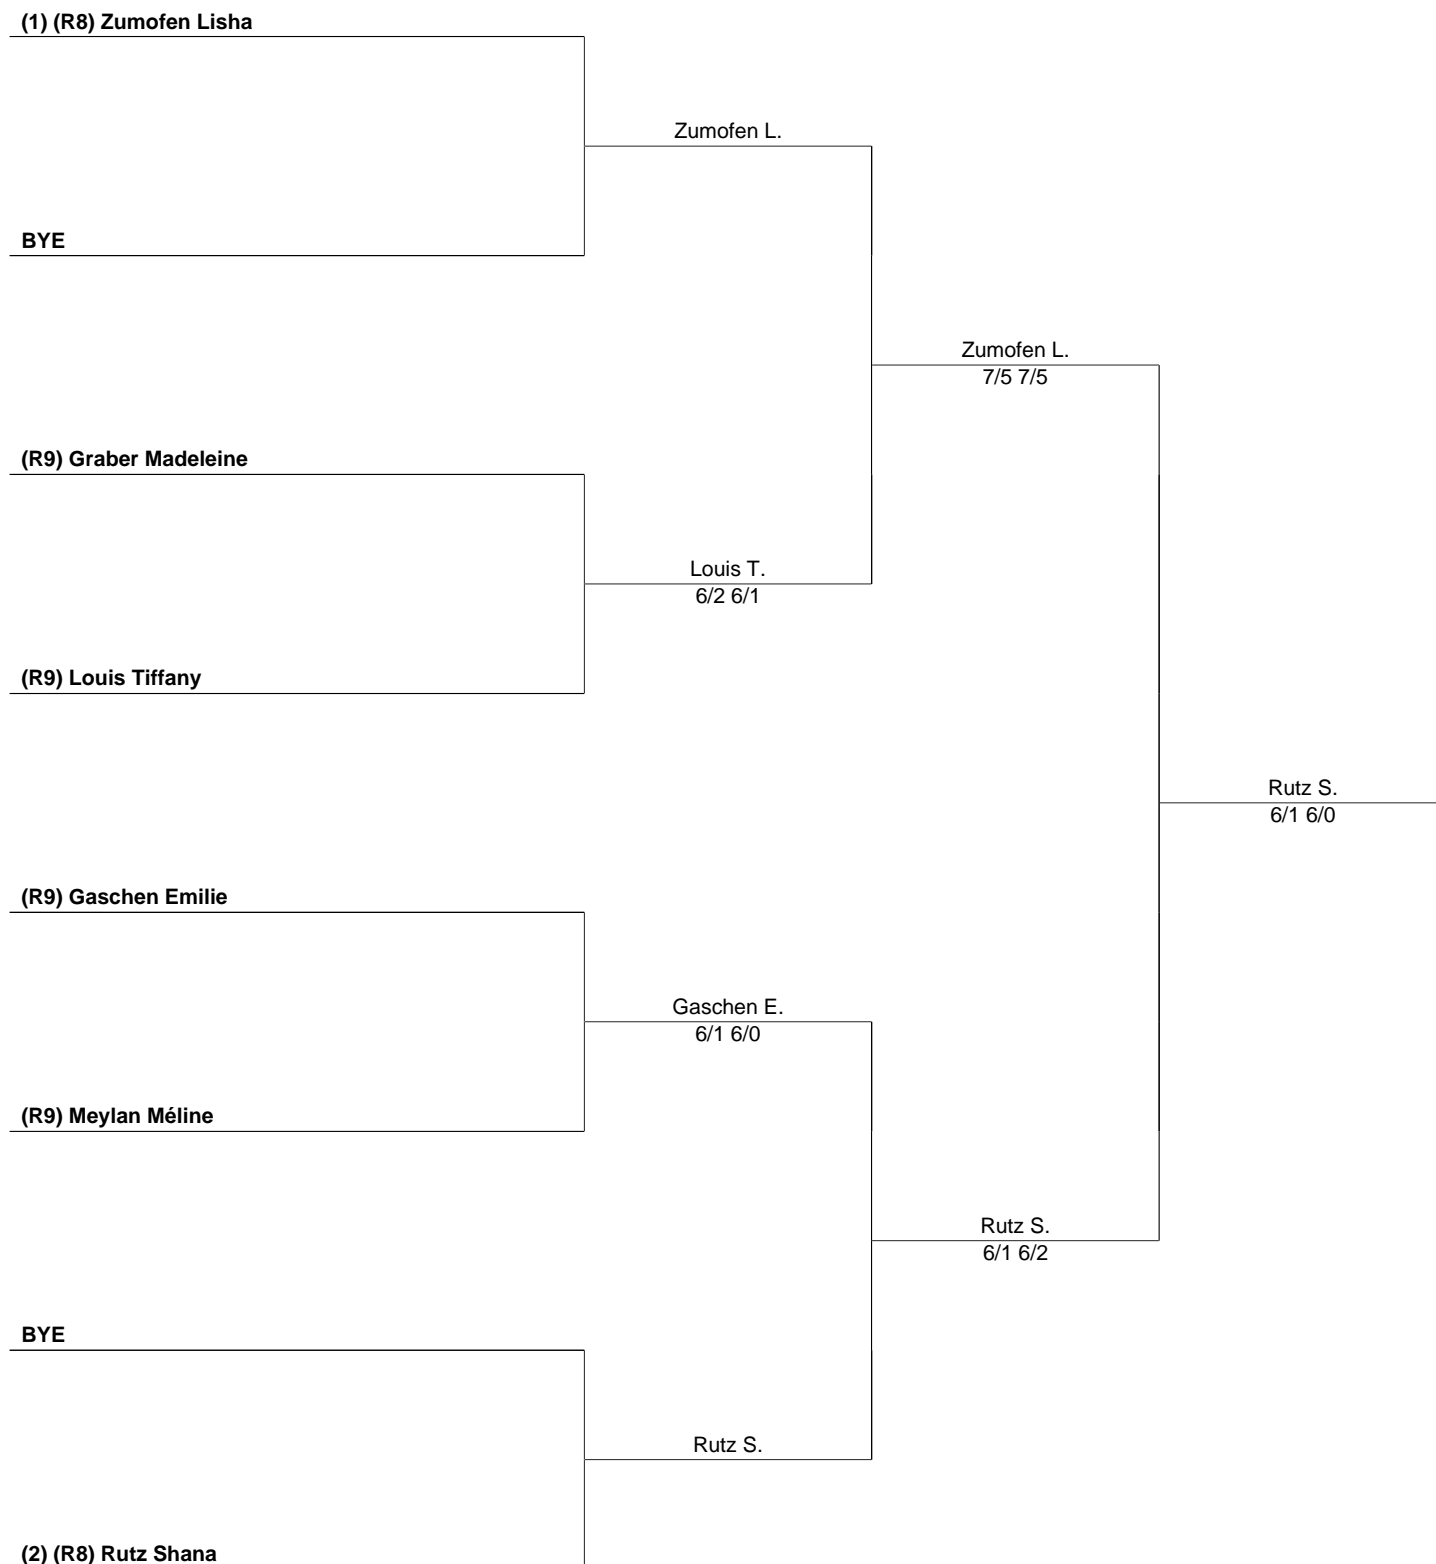 (1) (R8) Zumofen Lisha
Zumofen L.
BYE
Zumofen L.
7/5 7/5
(R9) Graber Madeleine
Louis T.
6/2 6/1
(R9) Louis Tiffany
Rutz S.
6/1 6/0
(R9) Gaschen Emilie
Gaschen E.
6/1 6/0
(R9) Meylan Méline
Rutz S.
6/1 6/2
BYE
Rutz S.
(2) (R8) Rutz Shana